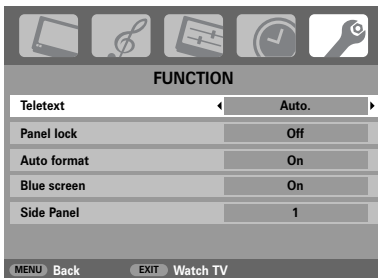 FUNCTION
Teletext Auto.
Panel lock Off
Auto format On
Blue screen On
Side Panel 1
MENU Back EXIT Watch TV